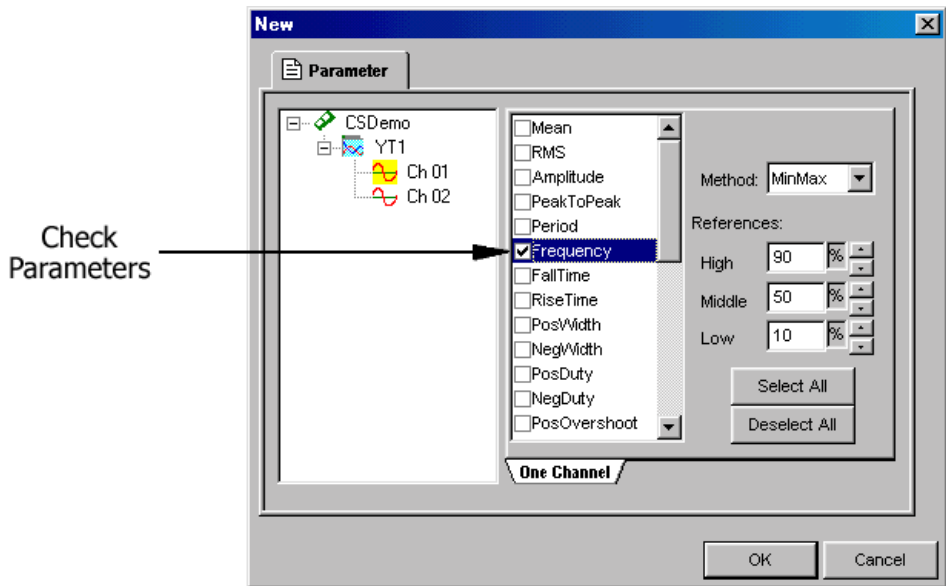 New
Parameter
CSDemo
YT1
Ch 01
Ch 02
Check
Parameters
Mean
RMS
Amplitude
PeakToPeak
Period
Frequency
FallTime
RiseTime
PosWidth
NegWidth
PosDuty
NegDuty
PosOvershoot
One Channel
Method: MinMax
References:
High 90 %
Middle 50 %
Low 10 %
Select All
Deselect All
OK Cancel